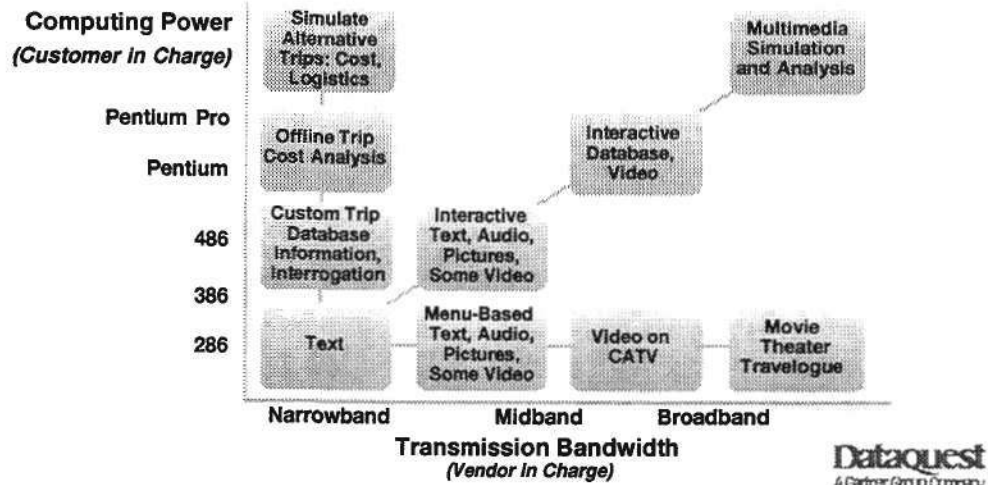 Computing Power
(Customer in Charge)
Simulate
Alternative
Trips: Cost,
Logistics
Multimedia
Simulation
and Analysis
Pentium Pro
Offline Trip
Cost Analysis
Interactive
Database,
Video
Pentium
Custom Trip
Database
Information,
Interrogation
Interactive
Text, Audio,
Pictures,
Some Video
486
386
286
Text
Menu-Based
Text, Audio,
Pictures,
Some Video
Video on
CATV
Movie
Theater
Travelogue
Narrowband
Midband
Broadband
Transmission Bandwidth
(Vendor in Charge)
Dataquest
A Gartner Group Company